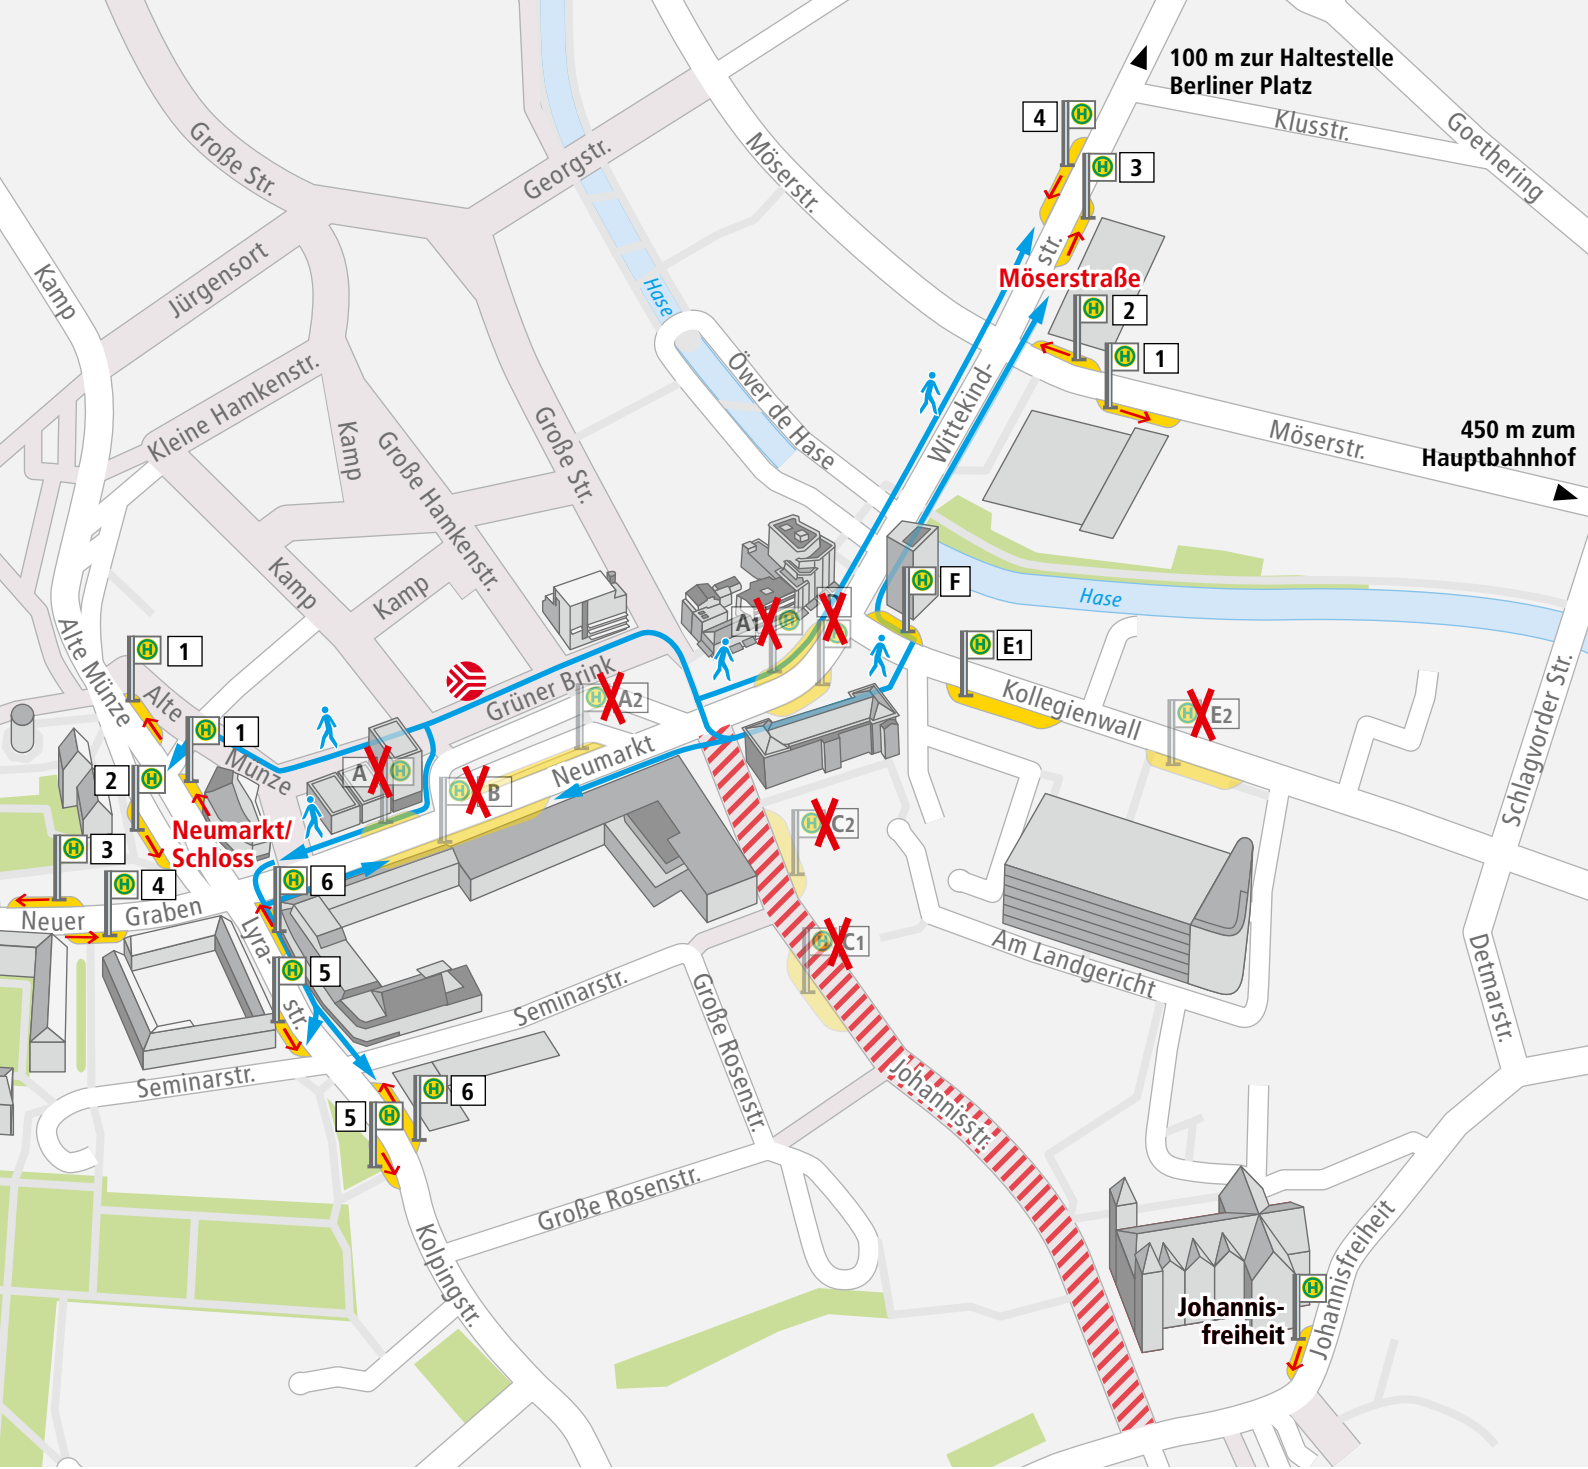 100 m zur Haltestelle
Berliner Platz
4
H
Klusstr.
Goethering
Große Str.
Georgstr.
Möserstr.
H
3
Kamp
Jürgensort
Hase
str.
Möserstraße
H
2
H
1
Kleine Hamkenstr.
Kamp
Große Hamkenstr.
Große Str.
Öwer de Hase
Wittekind-
Möserstr.
450 m zum
Hauptbahnhof
Kamp
Kamp
H
F
Hase
A1
H
D
H
H
E1
Alte Münze
H
1
Alte
Münze
Grüner Brink
H
A2
Kollegienwall
H
E2
Schlagvorder Str.
H
1
2
H
A
H
H
B
Neumarkt
Neumarkt/
Schloss
H
C2
H
3
H
4
H
6
Neuer
Graben
Lyra-
str.
H
5
H
C1
Am Landgericht
Detmarstr.
Seminarstr.
Seminarstr.
Große Rosenstr.
Johannisstr.
H
6
5
H
Große Rosenstr.
Kolpingstr.
H
Johannis-
freiheit
Johannisfreiheit